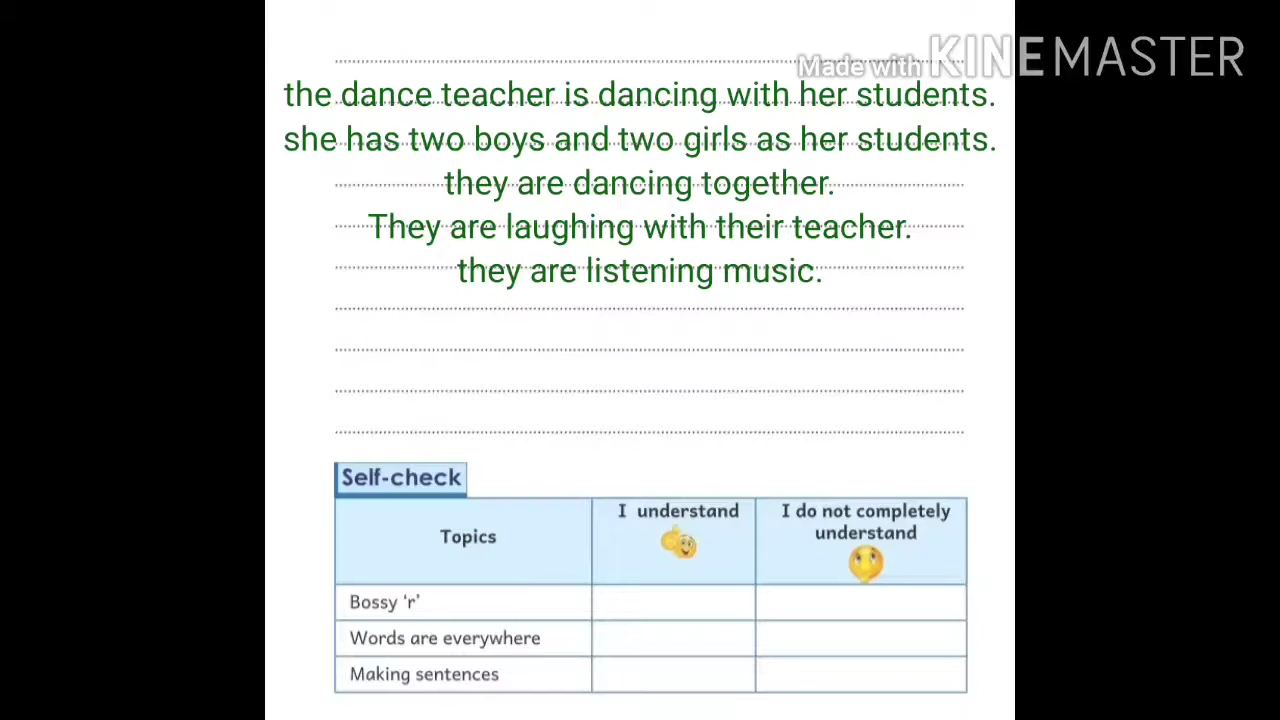 Made with KINEMASTER
the dance teacher is dancing with her students.
she has two boys and two girls as her students.
they are dancing together.
They are laughing with their teacher.
they are listening music.
Self-check
Topics
I understand
I do not completely
understand
Bossy ‘r’
Words are everywhere
Making sentences